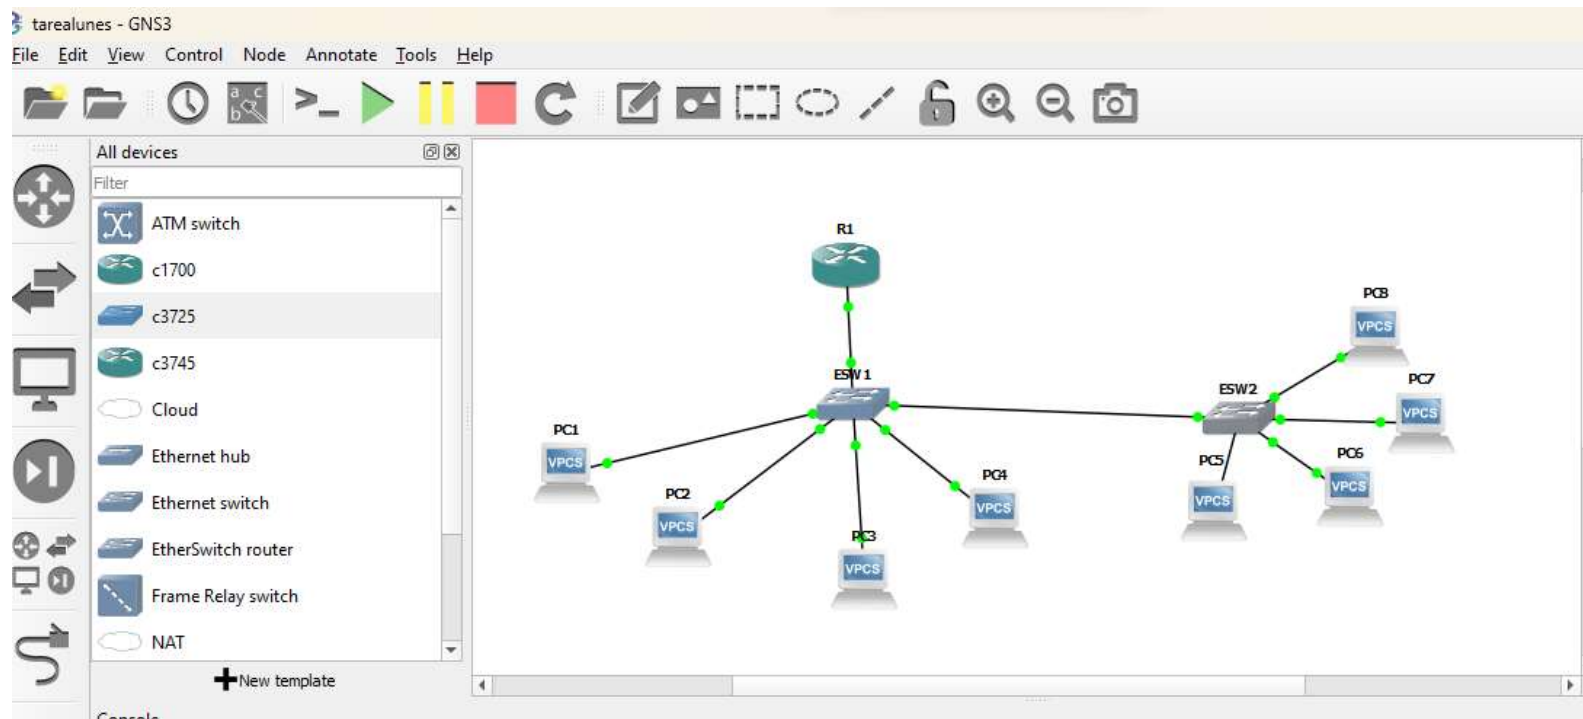 tarealunes - GNS3
File Edit View Control Node Annotate Tools Help
All devices
Filter
ATM switch
c1700
c3725
c3745
Cloud
Ethernet hub
Ethernet switch
EtherSwitch router
Frame Relay switch
NAT
New template
Console
R1
ESW1
PC1
VPCS
PC2
VPCS
PC3
VPCS
PC4
VPCS
ESW2
PC8
VPCS
PC7
VPCS
PC6
VPCS
PC5
VPCS